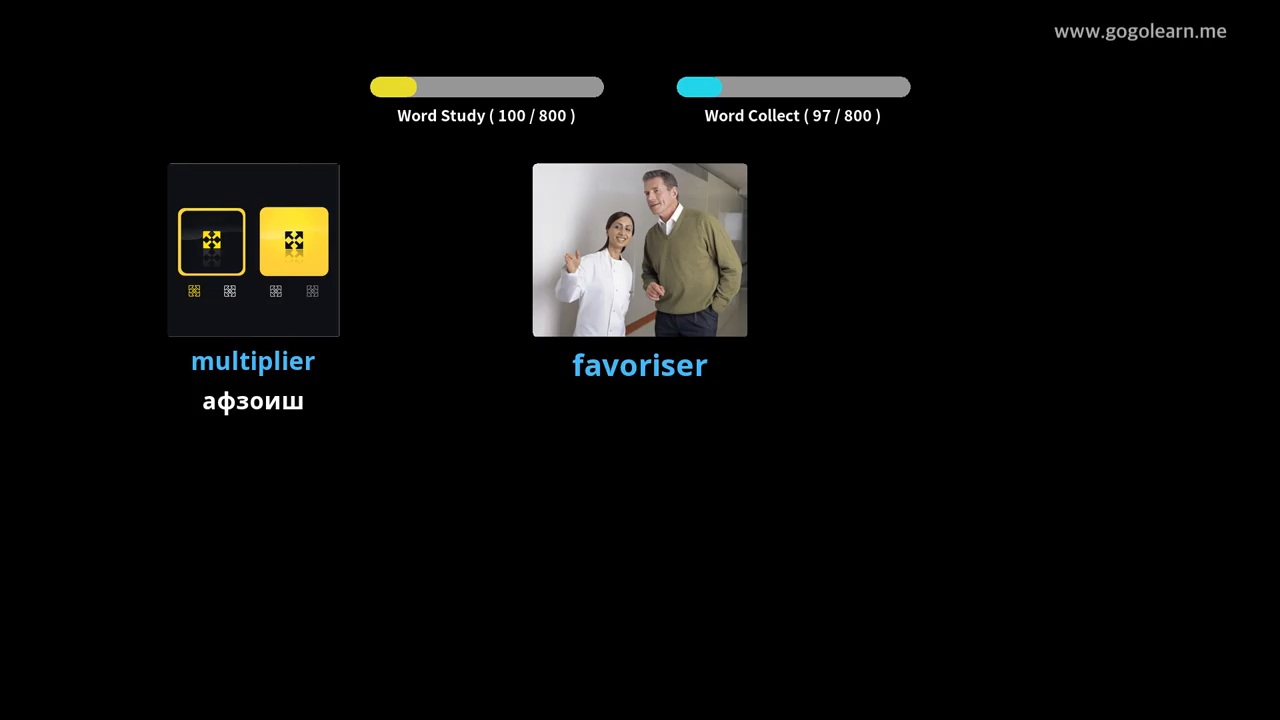 www.gogolearn.me
Word Study ( 100 / 800 )
Word Collect ( 97 / 800 )
multiplier
афзоиш
favoriser